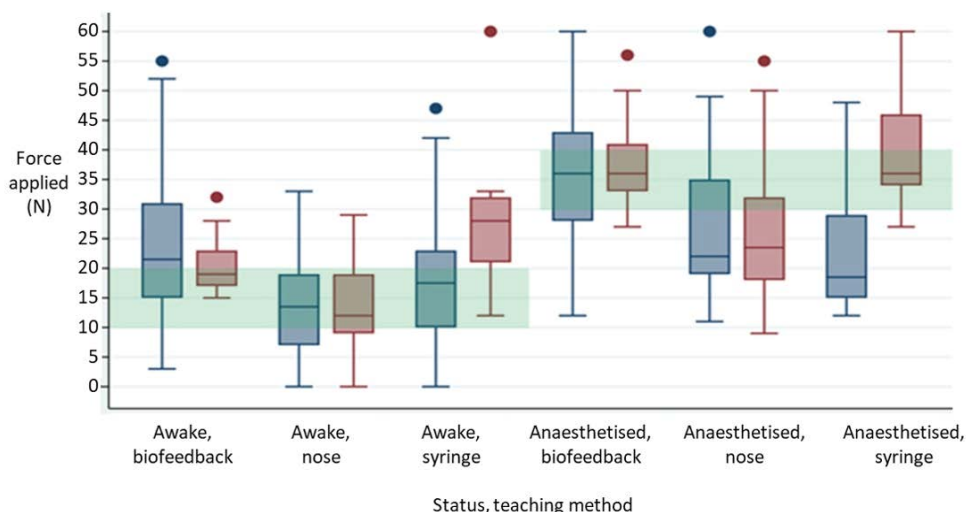 60
55
50
45
40
35
30
25
20
15
10
5
0
Force
applied
(N)
Awake,
biofeedback
Awake,
nose
Awake,
syringe
Anaesthetised,
biofeedback
Anaesthetised,
nose
Anaesthetised,
syringe
Status, teaching method